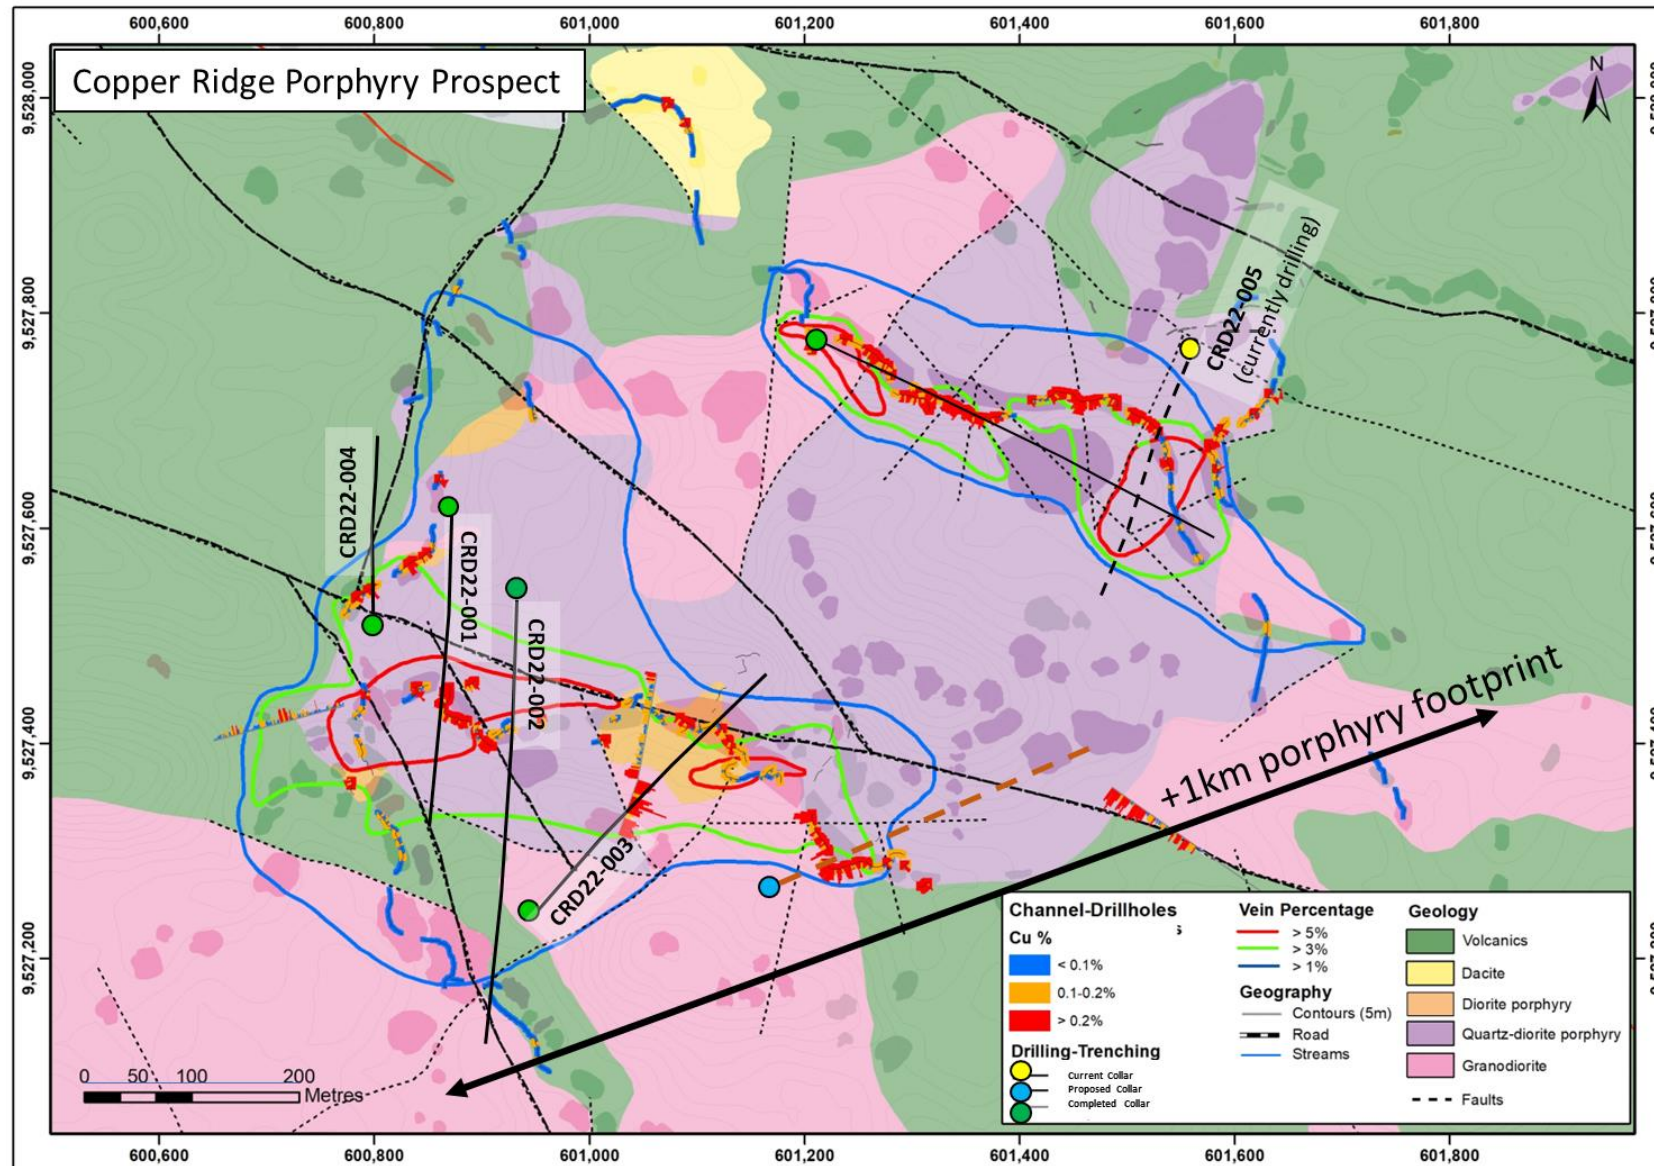 600,600 600,800 601,000 601,200 601,400 601,600 601,800
Copper Ridge Porphyry Prospect
N
9,528,000
9,527,800
9,527,600
9,527,400
9,527,200
CRD22-005
(currently drilling)
CRD22-004
CRD22-001
CRD22-002
CRD22-003
+1km porphyry footprint
Channel-Drillholes
s
Cu %
< 0.1%
0.1-0.2%
> 0.2%
Drilling-Trenching
Current Collar
Proposed Collar
Completed Collar
Vein Percentage
> 5%
> 3%
> 1%
Geography
Contours (5m)
Road
Streams
Geology
Volcanics
Dacite
Diorite porphyry
Quartz-diorite porphyry
Granodiorite
Faults
0 50 100 200
Metres
600,600 600,800 601,000 601,200 601,400 601,600 601,800